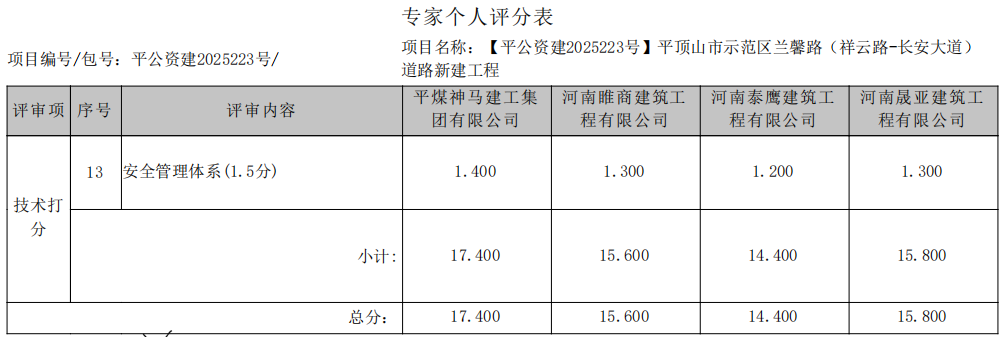 专家个人评分表
项目编号/包号：平公资建2025223号/
项目名称：【平公资建2025223号】平顶山市示范区兰馨路（祥云路-长安大道）
道路新建工程
评审项 序号 评审内容 平煤神马建工集团有限公司 河南睢商建筑工程有限公司 河南泰鹰建筑工程有限公司 河南晟亚建筑工程有限公司
技术打分 13 安全管理体系(1.5分) 1.400 1.300 1.200 1.300
小计: 17.400 15.600 14.400 15.800
总分: 17.400 15.600 14.400 15.800